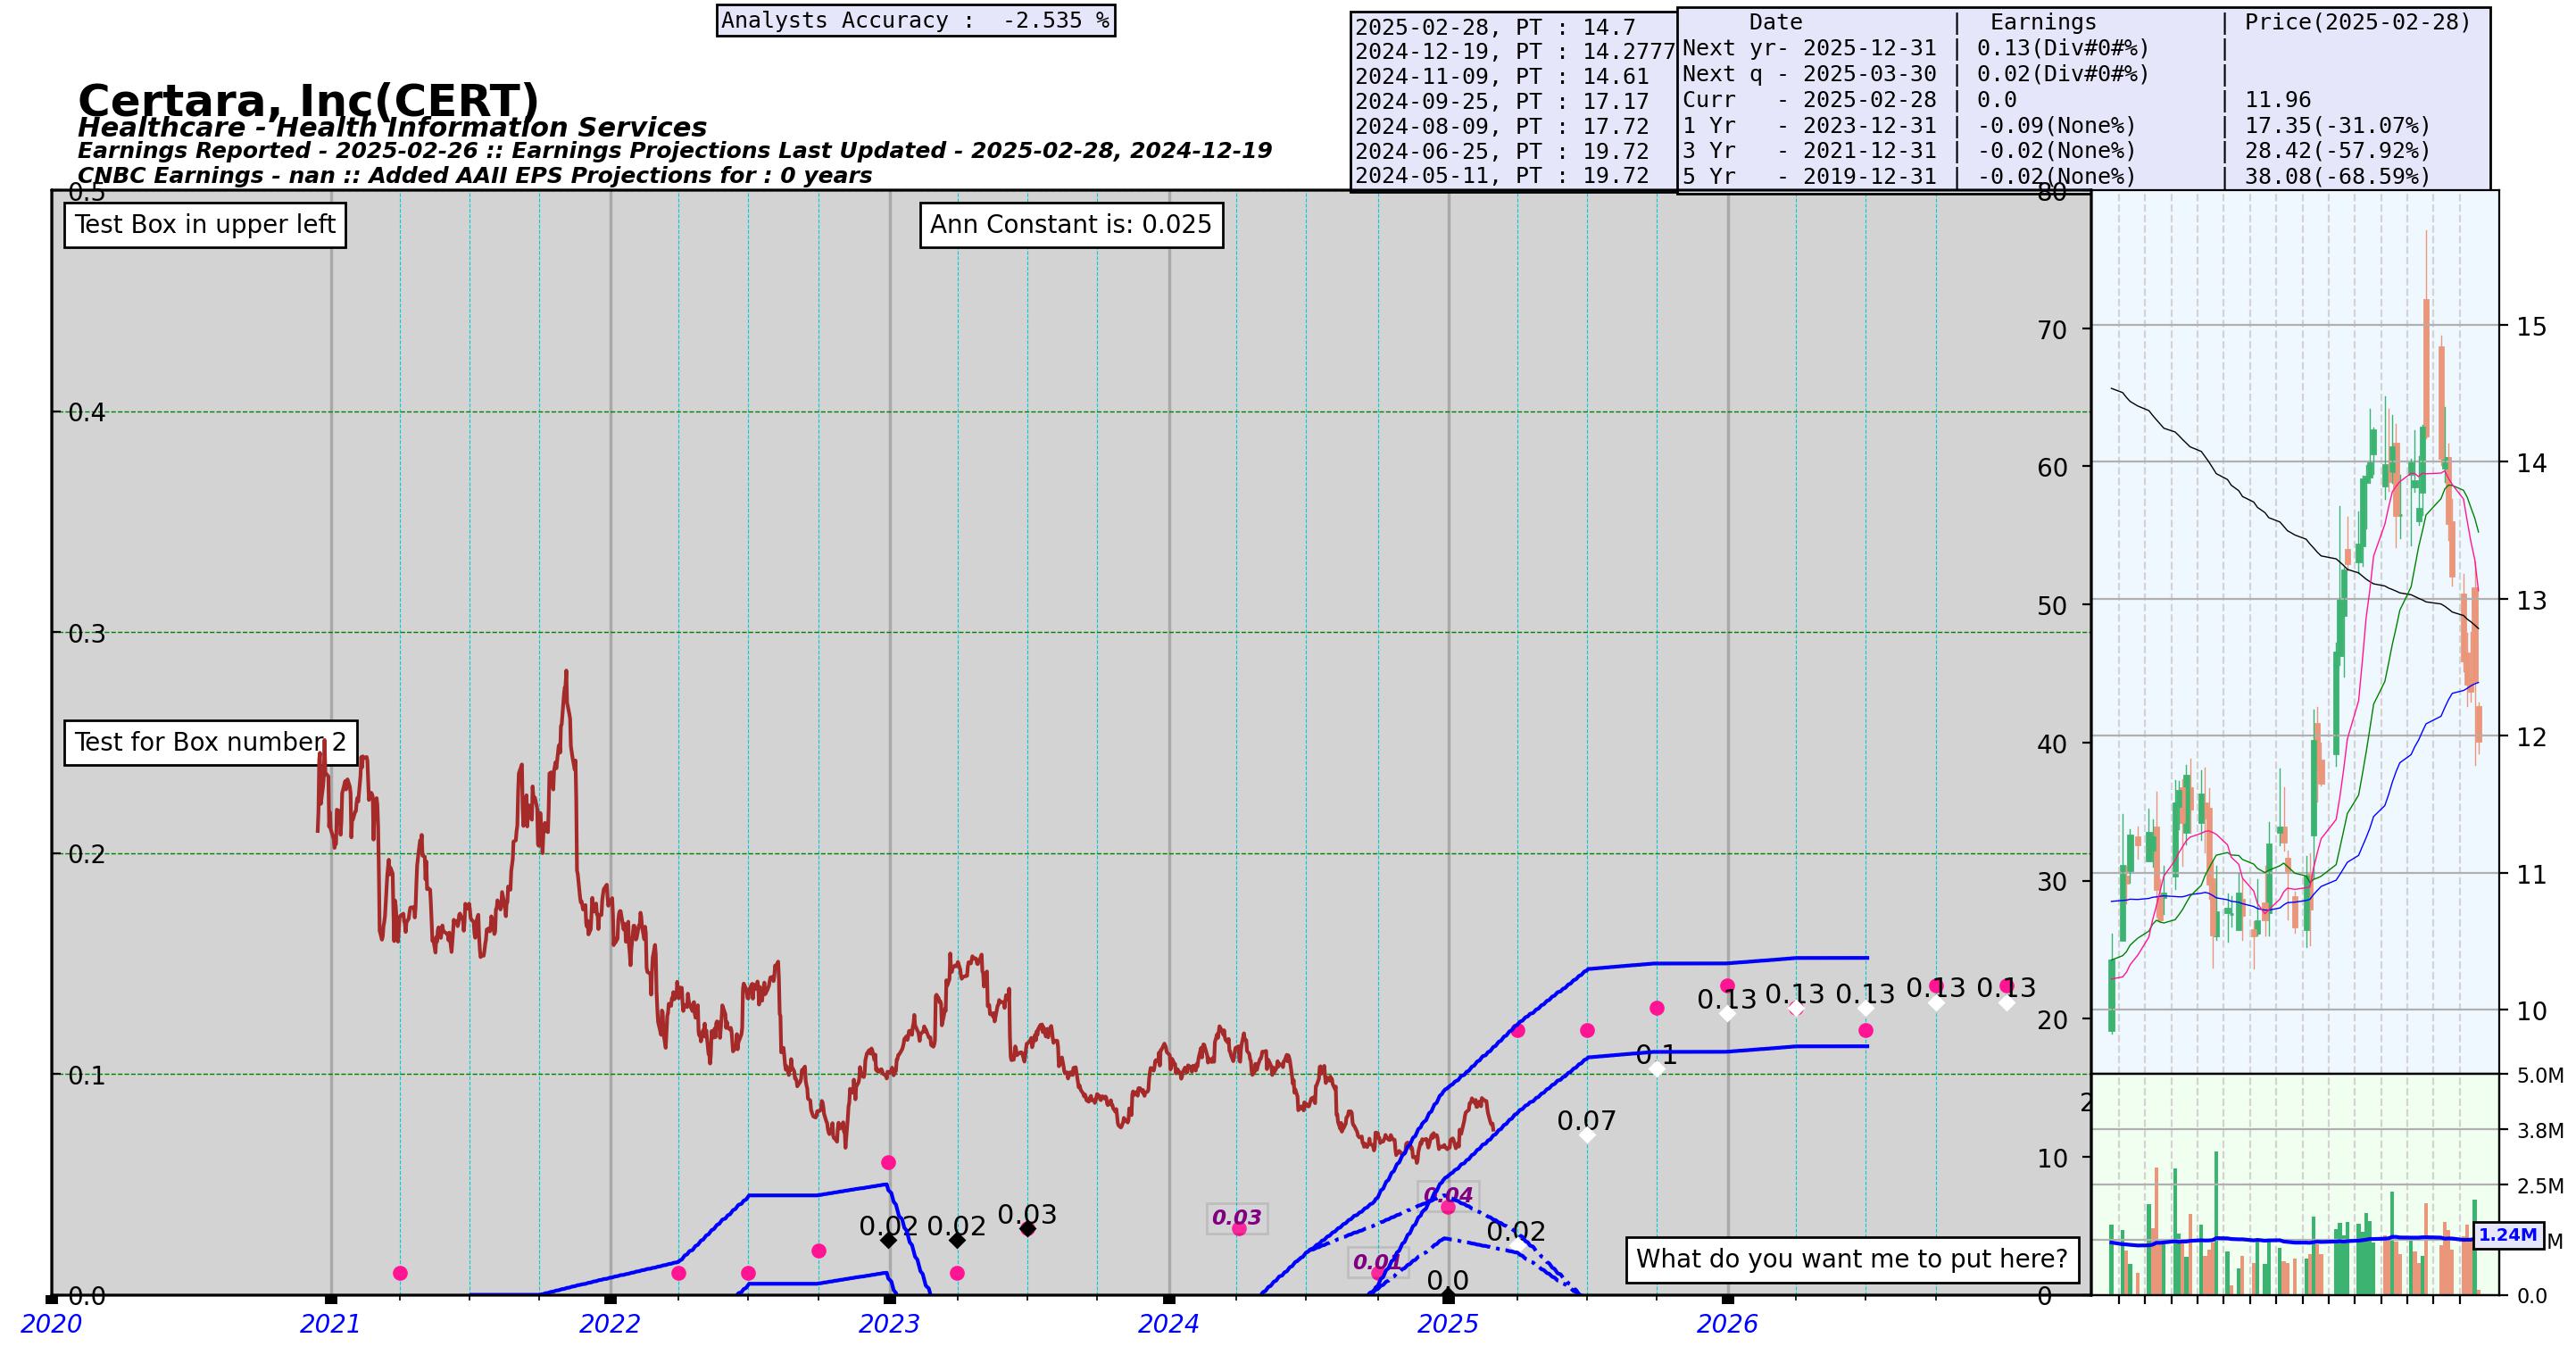 Analysts Accuracy :  -2.535 %
2025-02-28, PT : 14.7
2024-12-19, PT : 14.2777
2024-11-09, PT : 14.61
2024-09-25, PT : 17.17
2024-08-09, PT : 17.72
2024-06-25, PT : 19.72
2024-05-11, PT : 19.72
Date | Earnings | Price(2025-02-28)
Next yr- 2025-12-31 | 0.13(Div#0#%) |
Next q - 2025-03-30 | 0.02(Div#0#%) |
Curr - 2025-02-28 | 0.0 | 11.96
1 Yr - 2023-12-31 | -0.09(None%) | 17.35(-31.07%)
3 Yr - 2021-12-31 | -0.02(None%) | 28.42(-57.92%)
5 Yr - 2019-12-31 | -0.02(None%) | 38.08(-68.59%)
Certara, Inc(CERT)
Healthcare - Health Information Services
Earnings Reported - 2025-02-26 :: Earnings Projections Last Updated - 2025-02-28, 2024-12-19
CNBC Earnings - nan :: Added AAII EPS Projections for : 0 years
0.5
80
Test Box in upper left
Ann Constant is: 0.025
70
15
0.4
60
14
0.3
50
13
Test for Box number 2
40
12
0.2
30
11
0.13 0.13 0.13 0.13 0.13
20
10
0.1
0.1
5.0M
2
0.07
3.8M
10
2.5M
0.04
0.03
0.03
0.02 0.02
0.02
1.24M
M
0.01
What do you want me to put here?
0.0
0.0
0
0.0
2020 2021 2022 2023 2024 2025 2026